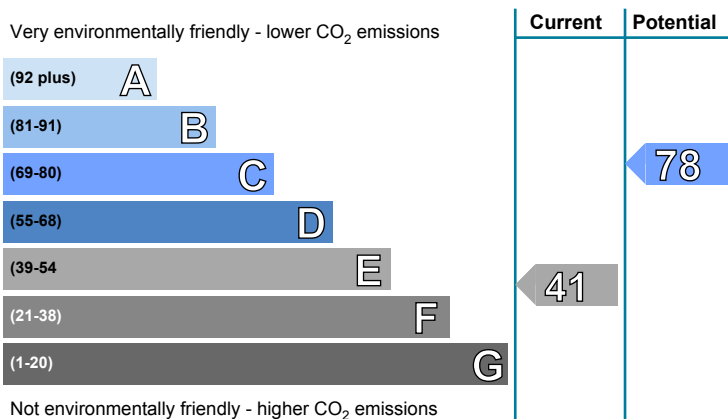 Very environmentally friendly - lower CO2 emissions
Current
Potential
(92 plus) A
(81-91) B
(69-80) C
78
(55-68) D
(39-54 E
41
(21-38) F
(1-20) G
Not environmentally friendly - higher CO2 emissions